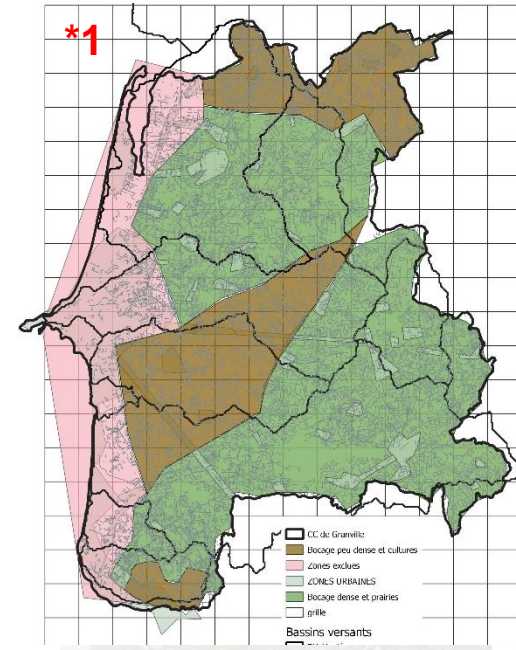 *1
CC de Granville
Bocage peu dense et cultures
Zones exclues
ZONES URBAINES
Bocage dense et prairies
grille
Bassins versants